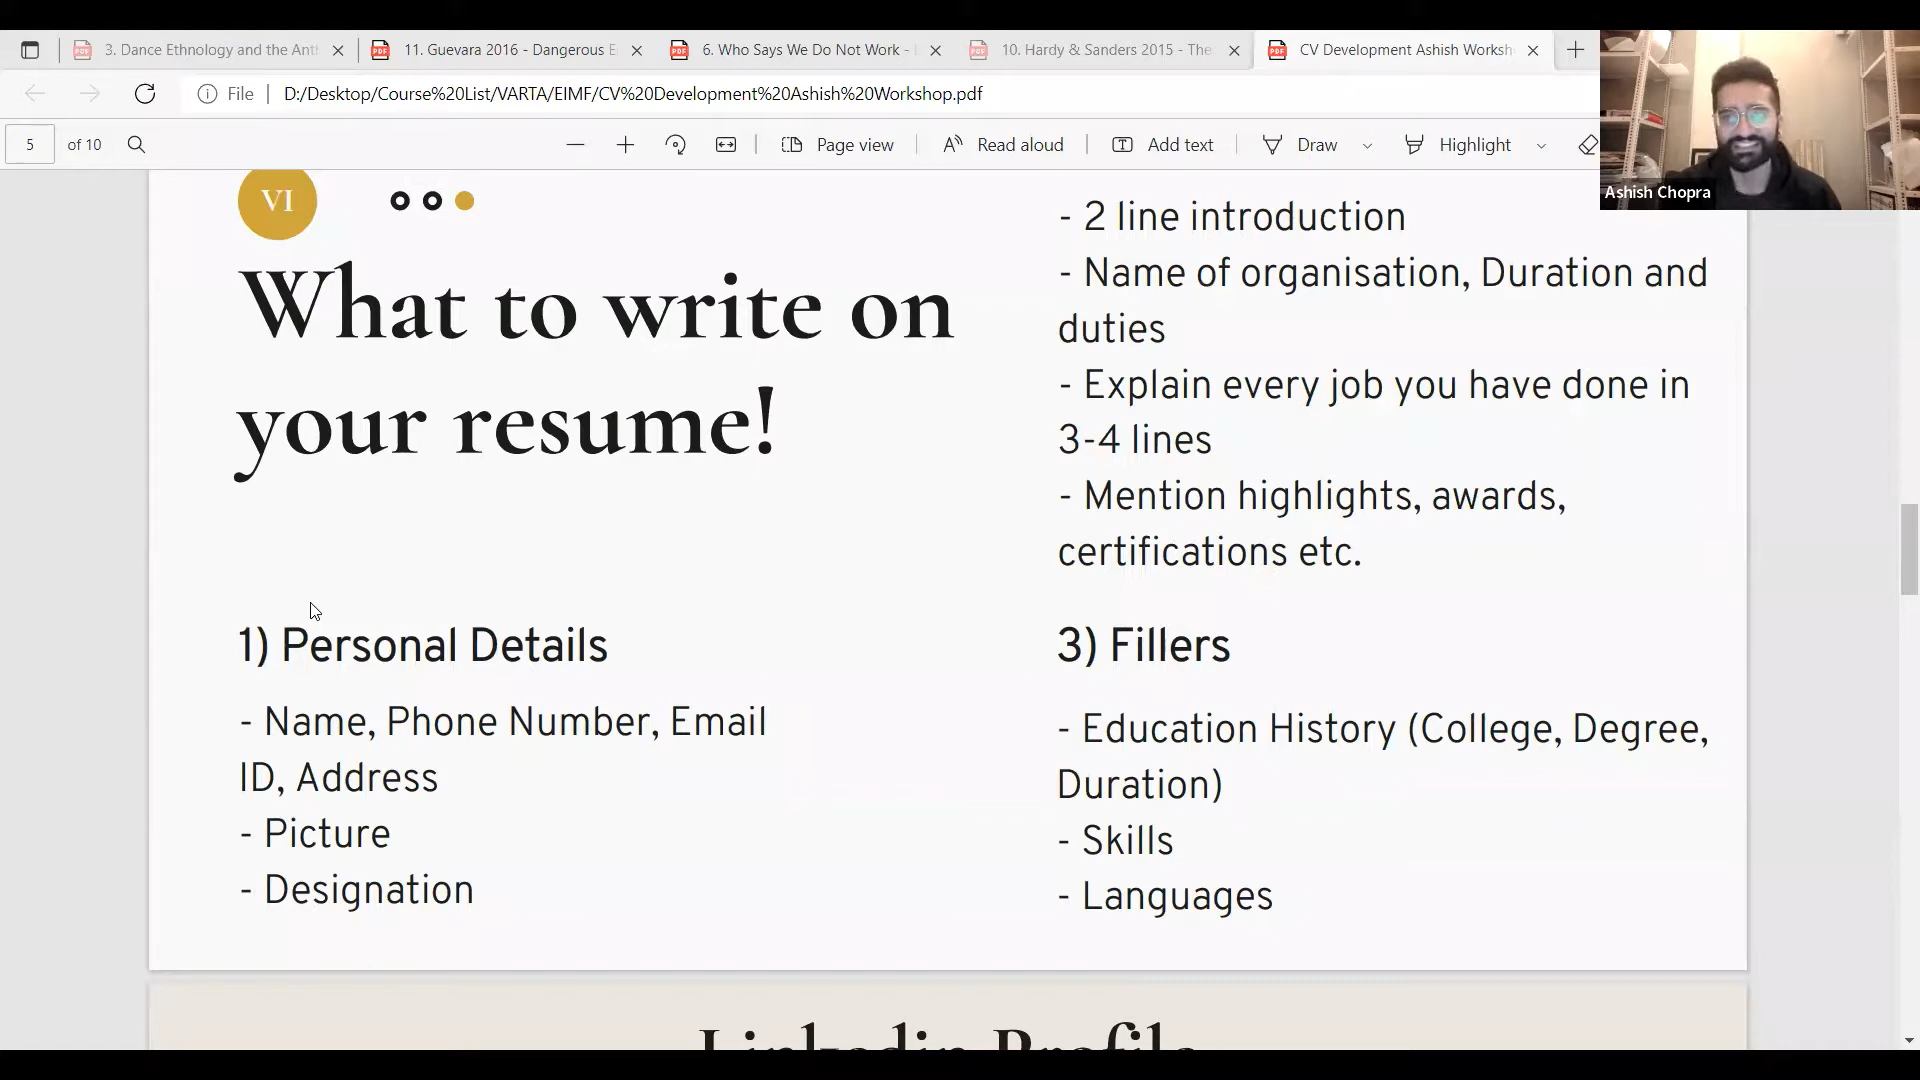 3. Dance Ethnology and the Ant
11. Guevara 2016 - Dangerous E
6. Who Says We Do Not Work -
10. Hardy & Sanders 2015 - The
CV Development Ashish Worksh
File
D:/Desktop/Course%20List/VARTA/EIMF/CV%20Development%20Ashish%20Workshop.pdf
5 of 10
Page view
Read aloud
Add text
Draw
Highlight
Ashish Chopra
VI
What to write on
your resume!
1) Personal Details
- Name, Phone Number, Email
ID, Address
- Picture
- Designation
- 2 line introduction
- Name of organisation, Duration and
duties
- Explain every job you have done in
3-4 lines
- Mention highlights, awards,
certifications etc.
3) Fillers
- Education History (College, Degree,
Duration)
- Skills
- Languages
Linkedin Profile